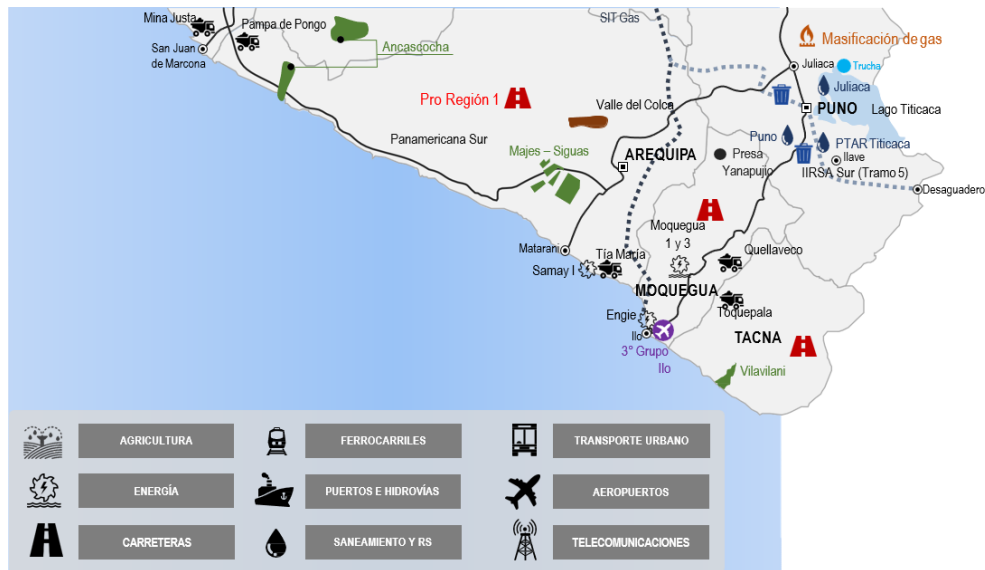 Mina Justa
Pampa de Pongo
SIT Gas
Masificación de gas
San Juan
de Marcona
Ancascocha
Juliaca
Trucha
Juliaca
Pro Región 1
Valle del Colca
PUNO
Lago Titicaca
Panamericana Sur
Puno
PTAR Titicaca
Majes – Siguas
AREQUIPA
Presa
Yanapujio
Ilave
IIRSA Sur (Tramo 5)
Desaguadero
Moquegua
1 y 3
Matarani
Tía María
Quellaveco
Samay I
MOQUEGUA
Engie
Toquepala
Ilo
TACNA
3° Grupo
Ilo
Vilavilani
AGRICULTURA
FERROCARRILES
TRANSPORTE URBANO
ENERGÍA
PUERTOS E HIDROVÍAS
AEROPUERTOS
CARRETERAS
SANEAMIENTO Y RS
TELECOMUNICACIONES